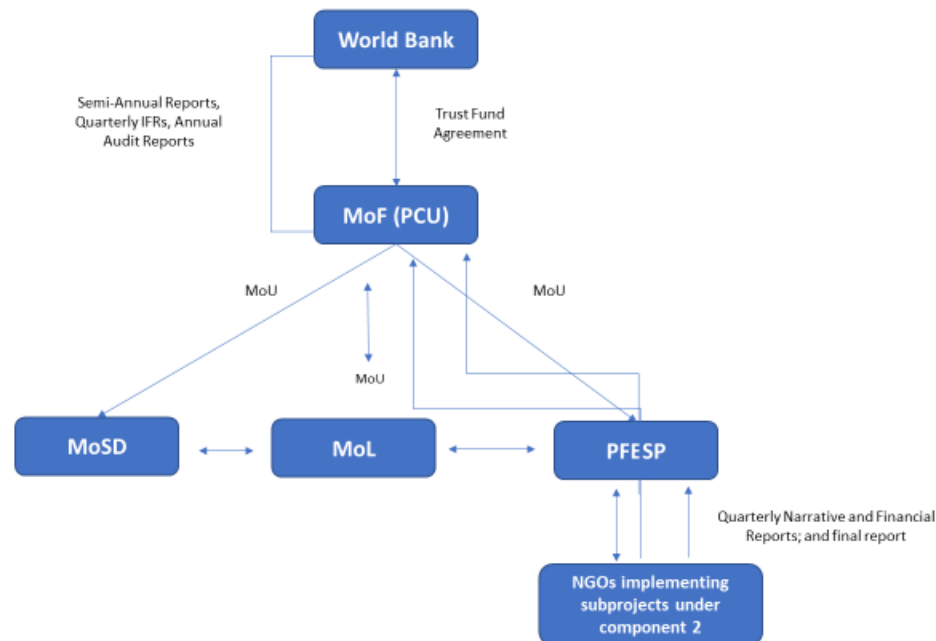 World Bank
Semi-Annual Reports,
Quarterly IFRs, Annual
Audit Reports
Trust Fund
Agreement
MoF (PCU)
MoU
MoU
MoU
MoSD
MoL
PFESP
Quarterly Narrative and Financial
Reports; and final report
NGOs implementing
subprojects under
component 2